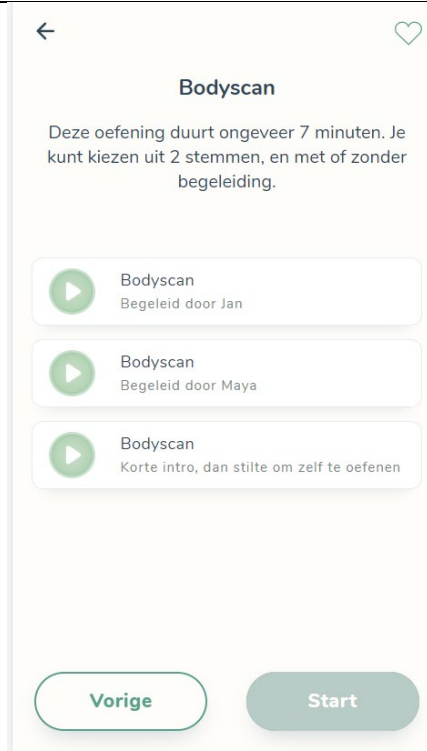 Bodyscan
Deze oefening duurt ongeveer 7 minuten. Je
kunt kiezen uit 2 stemmen, en met of zonder
begeleiding.
Bodyscan
Begeleid door Jan
Bodyscan
Begeleid door Maya
Bodyscan
Korte intro, dan stilte om zelf te oefenen
Vorige
Start